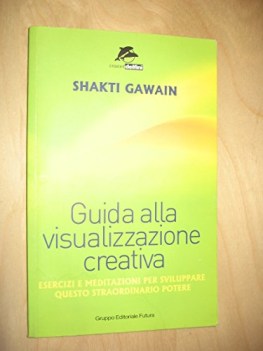 SHAKTI GAWAIN
Guida alla
visualizzazione
creativa
ESERCIZI E MEDITAZIONI PER SVILUPPARE
QUESTO STRAORDINARIO POTERE
Gruppo Editoriale Futura